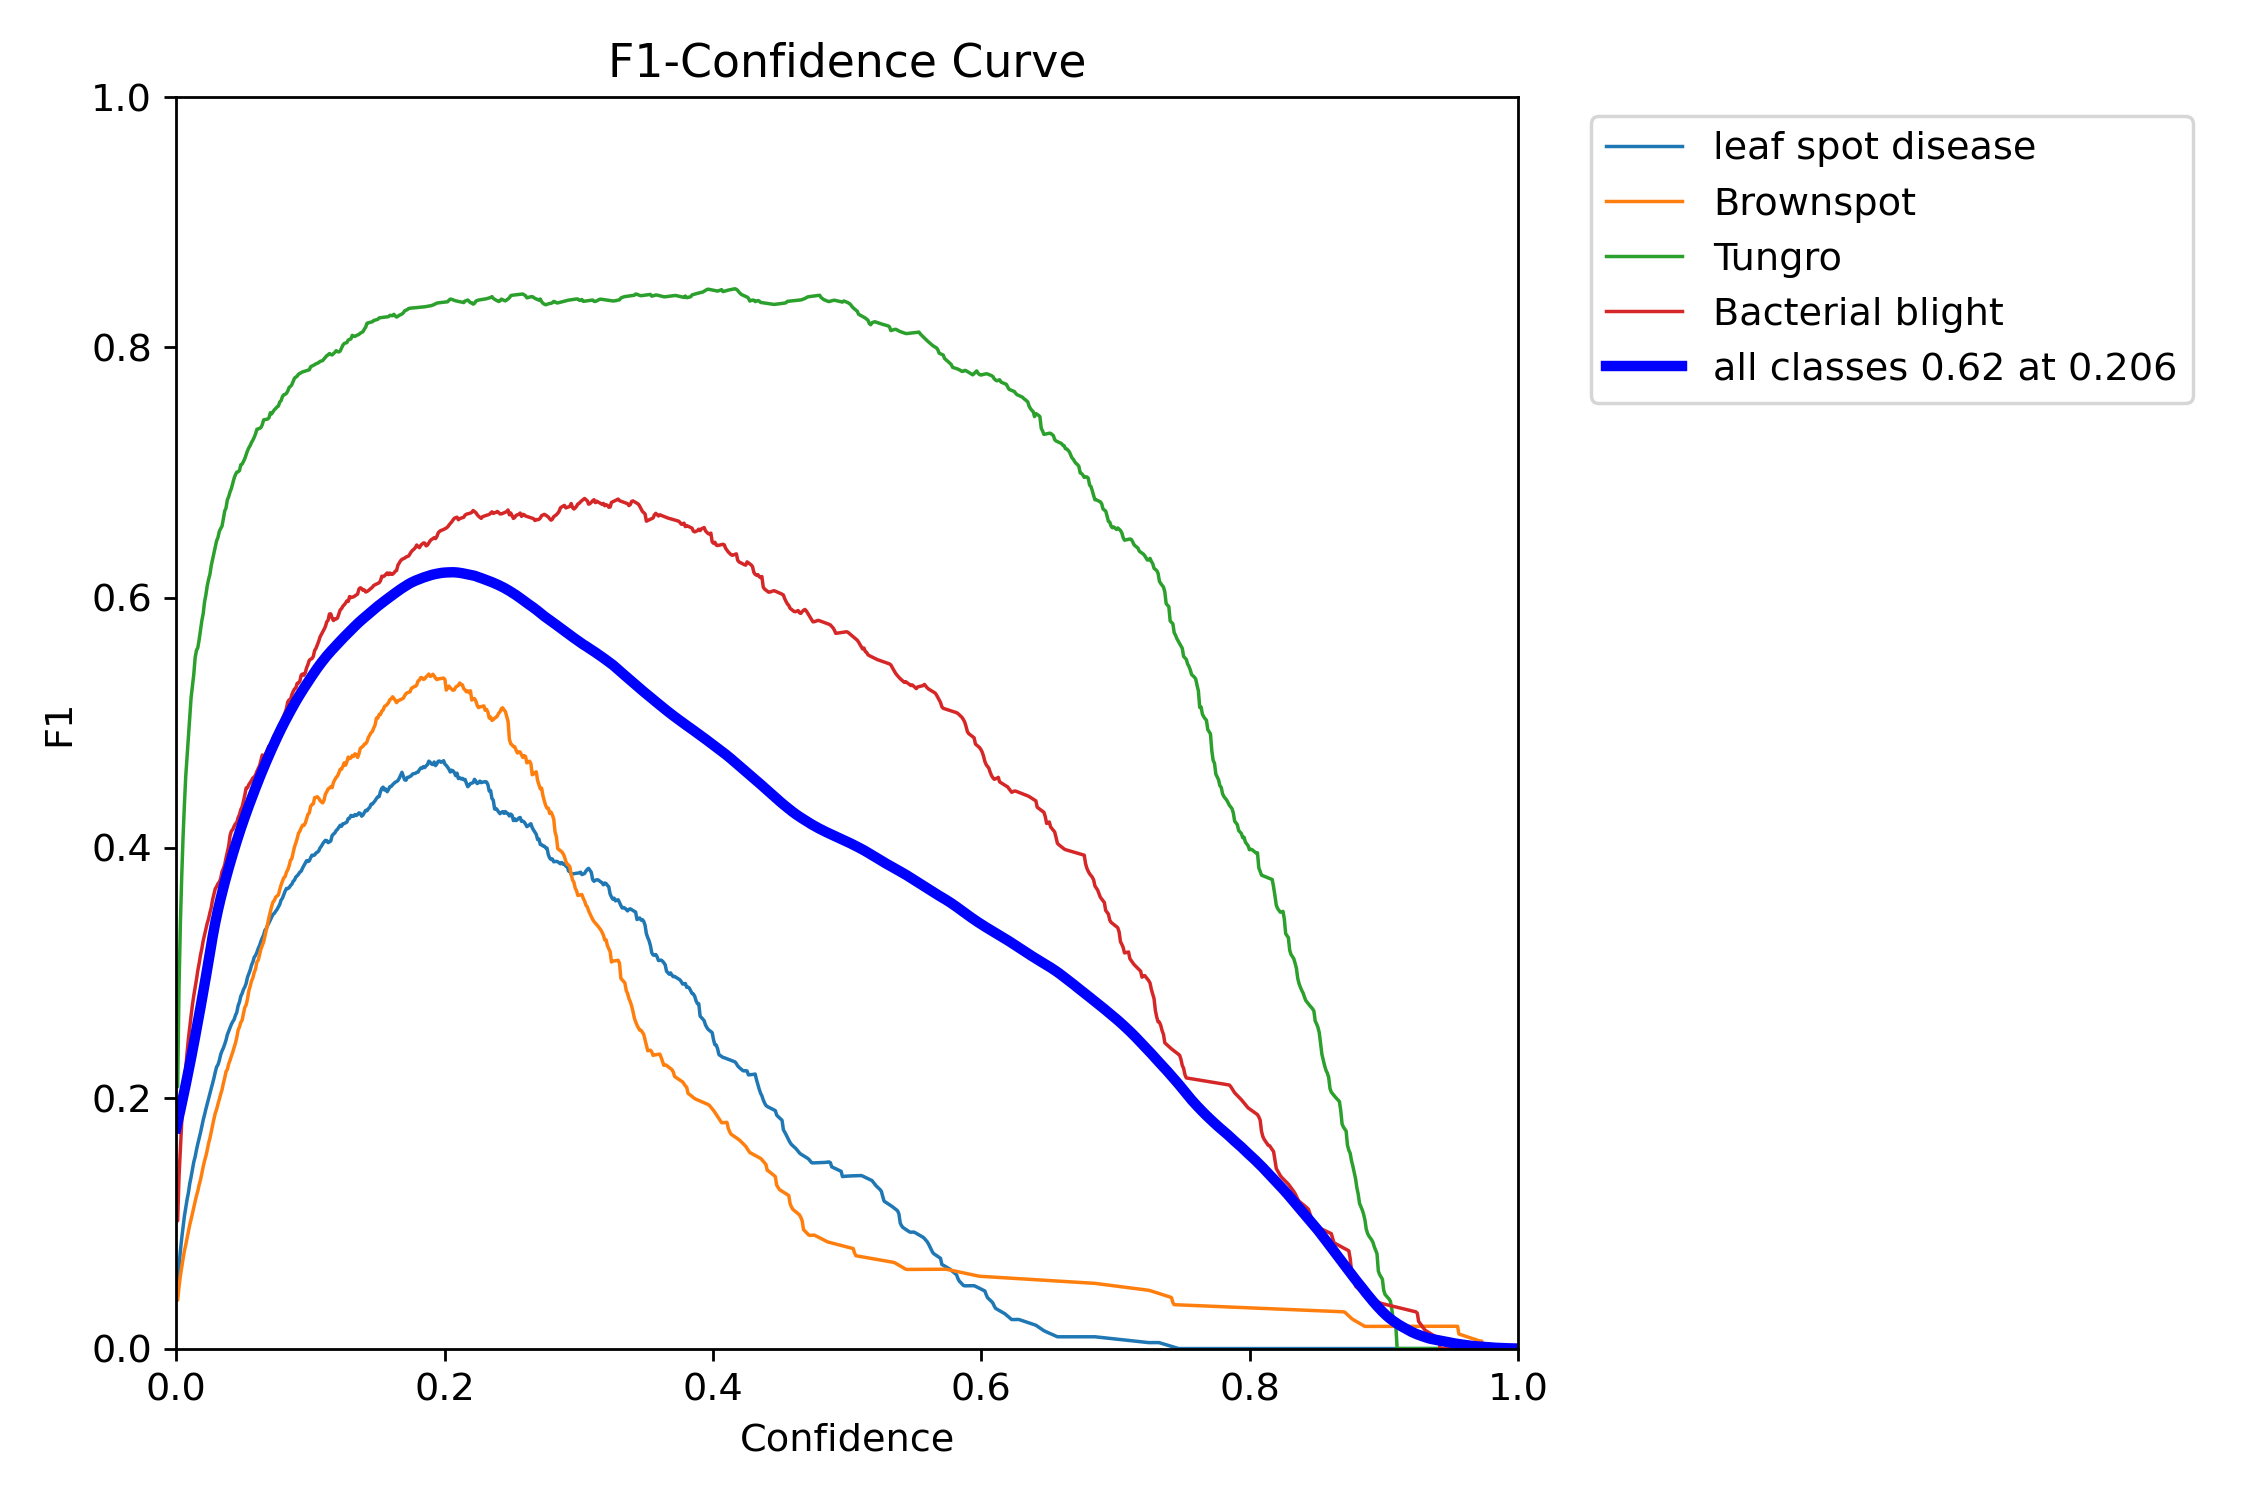 F1-Confidence Curve
1.0
0.8
0.6
0.4
0.2
0.0
F1
0.0 0.2 0.4 0.6 0.8 1.0
Confidence
leaf spot disease
Brownspot
Tungro
Bacterial blight
all classes 0.62 at 0.206